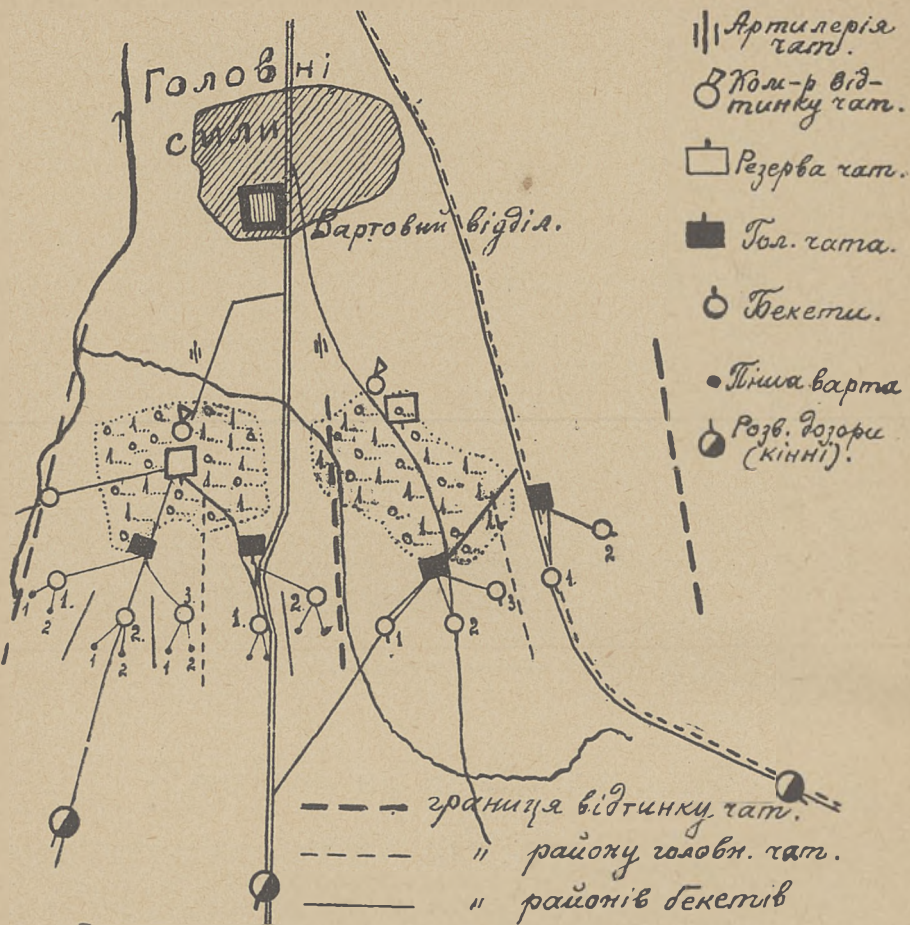 Головні
сили
Вартовий відділ.
Артилерія
чат.
Ком-р від-
тинку чат.
Резерва чат.
Гол. чата.
Бекети.
Піша варта
Розв. дозори
(кінні).
1 2 1. 2. 1 2 3. 1 2
1. 2.
1 2 3
1. 2
границя відтинку чат.
" району головн. чат.
" районів бекетів